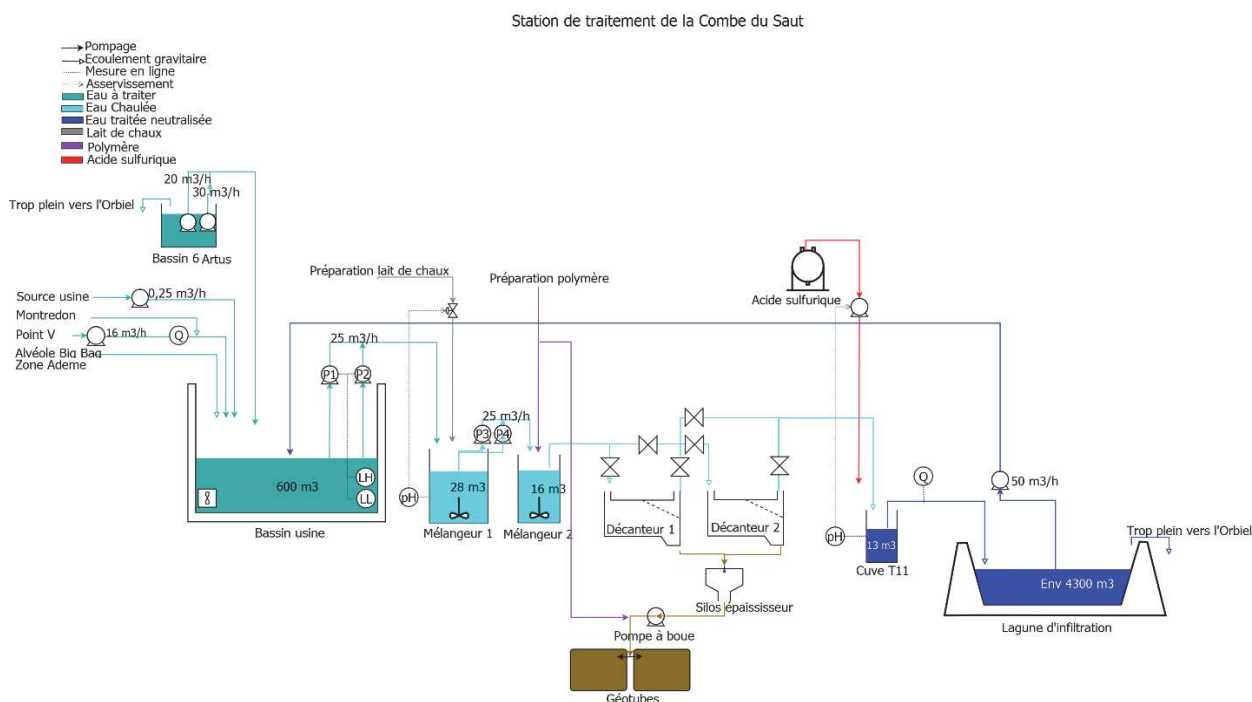 Station de traitement de la Combe du Saut
Pompage
Ecoulement gravitaire
Mesure en ligne
Asservissement
Eau à traiter
Eau Chaulée
Eau traitée neutralisée
Lait de chaux
Polymère
Acide sulfurique
20 m3/h
30 m3/h
Trop plein vers l'Orbiel
Bassin 6 Artus
Source usine
0,25 m3/h
Montredon
Point V
16 m3/h
Q
Alvéole Big Bag
Zone Ademe
Préparation lait de chaux
Préparation polymère
Acide sulfurique
25 m3/h
P1
P2
25 m3/h
P3
P4
LH
LL
600 m3
Bassin usine
pH
28 m3
Mélangeur 1
16 m3
Mélangeur 2
Décanteur 1
Décanteur 2
Silos épaississeur
Pompe à boue
Géotubes
pH
13 m3
Cuve T11
Q
50 m3/h
Trop plein vers l'Orbiel
Env 4300 m3
Lagune d'infiltration